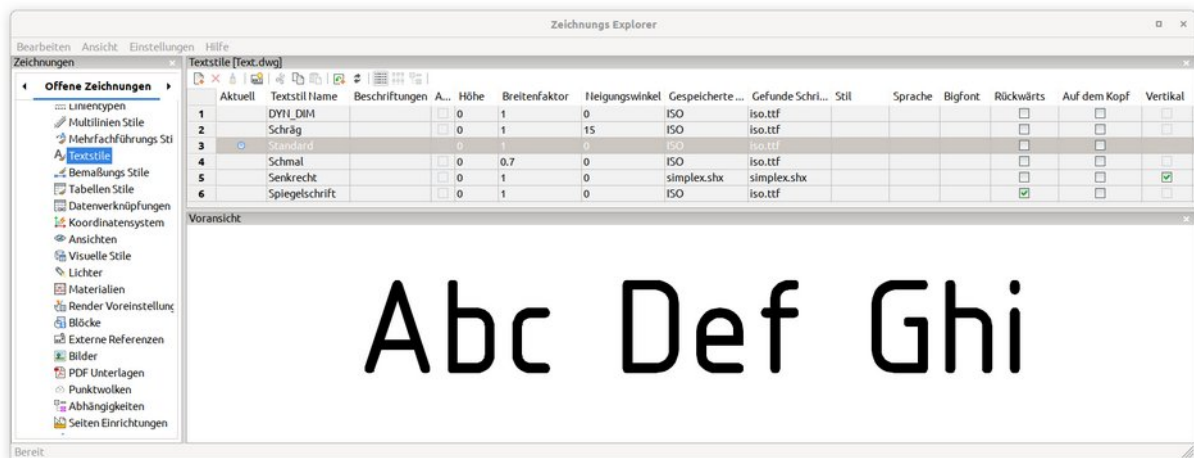 Zeichnungs Explorer
Bearbeiten Ansicht Einstellungen Hilfe
Zeichnungen
Offene Zeichnungen
Linientypen
Multilinien Stile
Mehrfachführungs Sti
Textstile
Bemaßungs Stile
Tabellen Stile
Datenverknüpfungen
Koordinatensystem
Ansichten
Visuelle Stile
Lichter
Materialien
Render Voreinstellung
Blöcke
Externe Referenzen
Bilder
PDF Unterlagen
Punktwolken
Abhängigkeiten
Seiten Einrichtungen
Textstile [Text.dwg]
Aktuell Textstil Name Beschriftungen A... Höhe Breitenfaktor Neigungswinkel Gespeicherte ... Gefunde Schri... Stil Sprache Bigfont Rückwärts Auf dem Kopf Vertikal
1 DYN_DIM 0 1 0 ISO iso.ttf
2 Schräg 0 1 15 ISO iso.ttf
3 Standard 0 1 0 ISO iso.ttf
4 Schmal 0 0.7 0 ISO iso.ttf
5 Senkrecht 0 1 0 simplex.shx simplex.shx
6 Spiegelschrift 0 1 0 ISO iso.ttf
Voransicht
Abc Def Ghi
Bereit